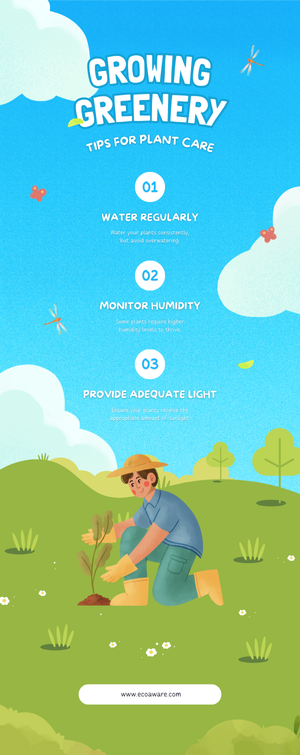 GROWING
GREENERY
TIPS FOR PLANT CARE
01
WATER REGULARLY
Water your plants consistently,
but avoid overwatering.
02
MONITOR HUMIDITY
Some plants require higher
humidity levels to thrive.
03
PROVIDE ADEQUATE LIGHT
Ensure your plants receive the
appropriate amount of sunlight.
www.ecoaware.com